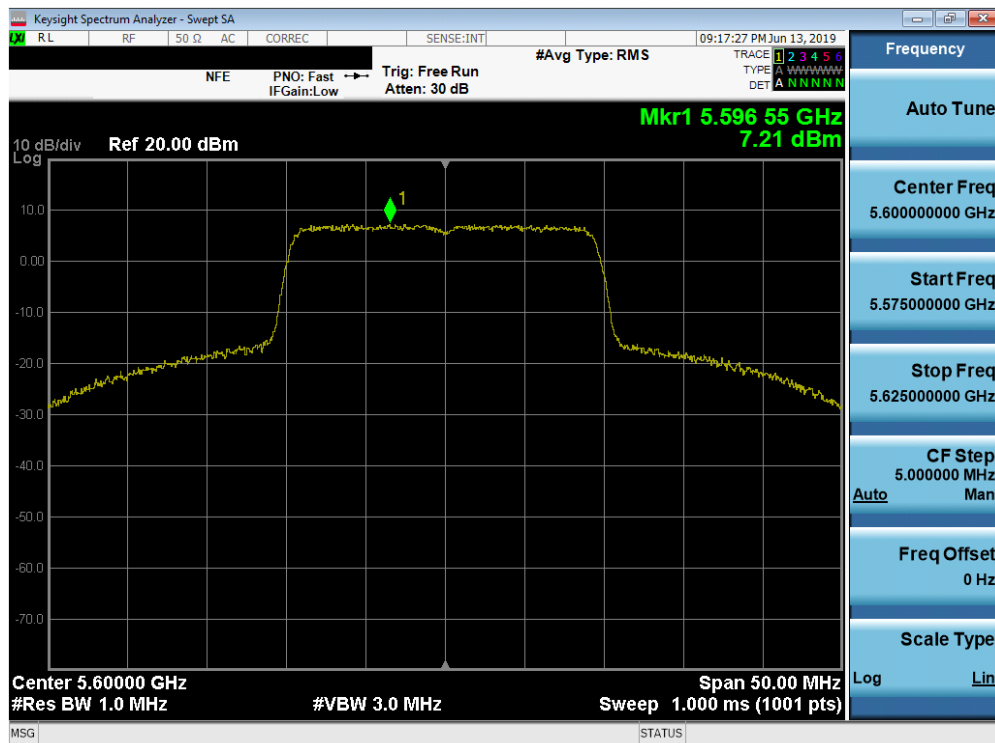 Keysight Spectrum Analyzer - Swept SA
LXI RL RF 50 Ω AC CORREC SENSE:INT 09:17:27 PM Jun 13, 2019
#Avg Type: RMS
TRACE 1 2 3 4 5 6
TYPE A W W W W W
DET A N N N N N
NFE PNO: Fast Trig: Free Run
IFGain:Low Atten: 30 dB
Mkr1 5.596 55 GHz
7.21 dBm
10 dB/div Ref 20.00 dBm
Log
1
10.0
0.00
-10.0
-20.0
-30.0
-40.0
-50.0
-60.0
-70.0
Center 5.60000 GHz Span 50.00 MHz
#Res BW 1.0 MHz #VBW 3.0 MHz Sweep 1.000 ms (1001 pts)
MSG STATUS
Frequency
Auto Tune
Center Freq
5.600000000 GHz
Start Freq
5.575000000 GHz
Stop Freq
5.625000000 GHz
CF Step
5.000000 MHz
Auto Man
Freq Offset
0 Hz
Scale Type
Log Lin